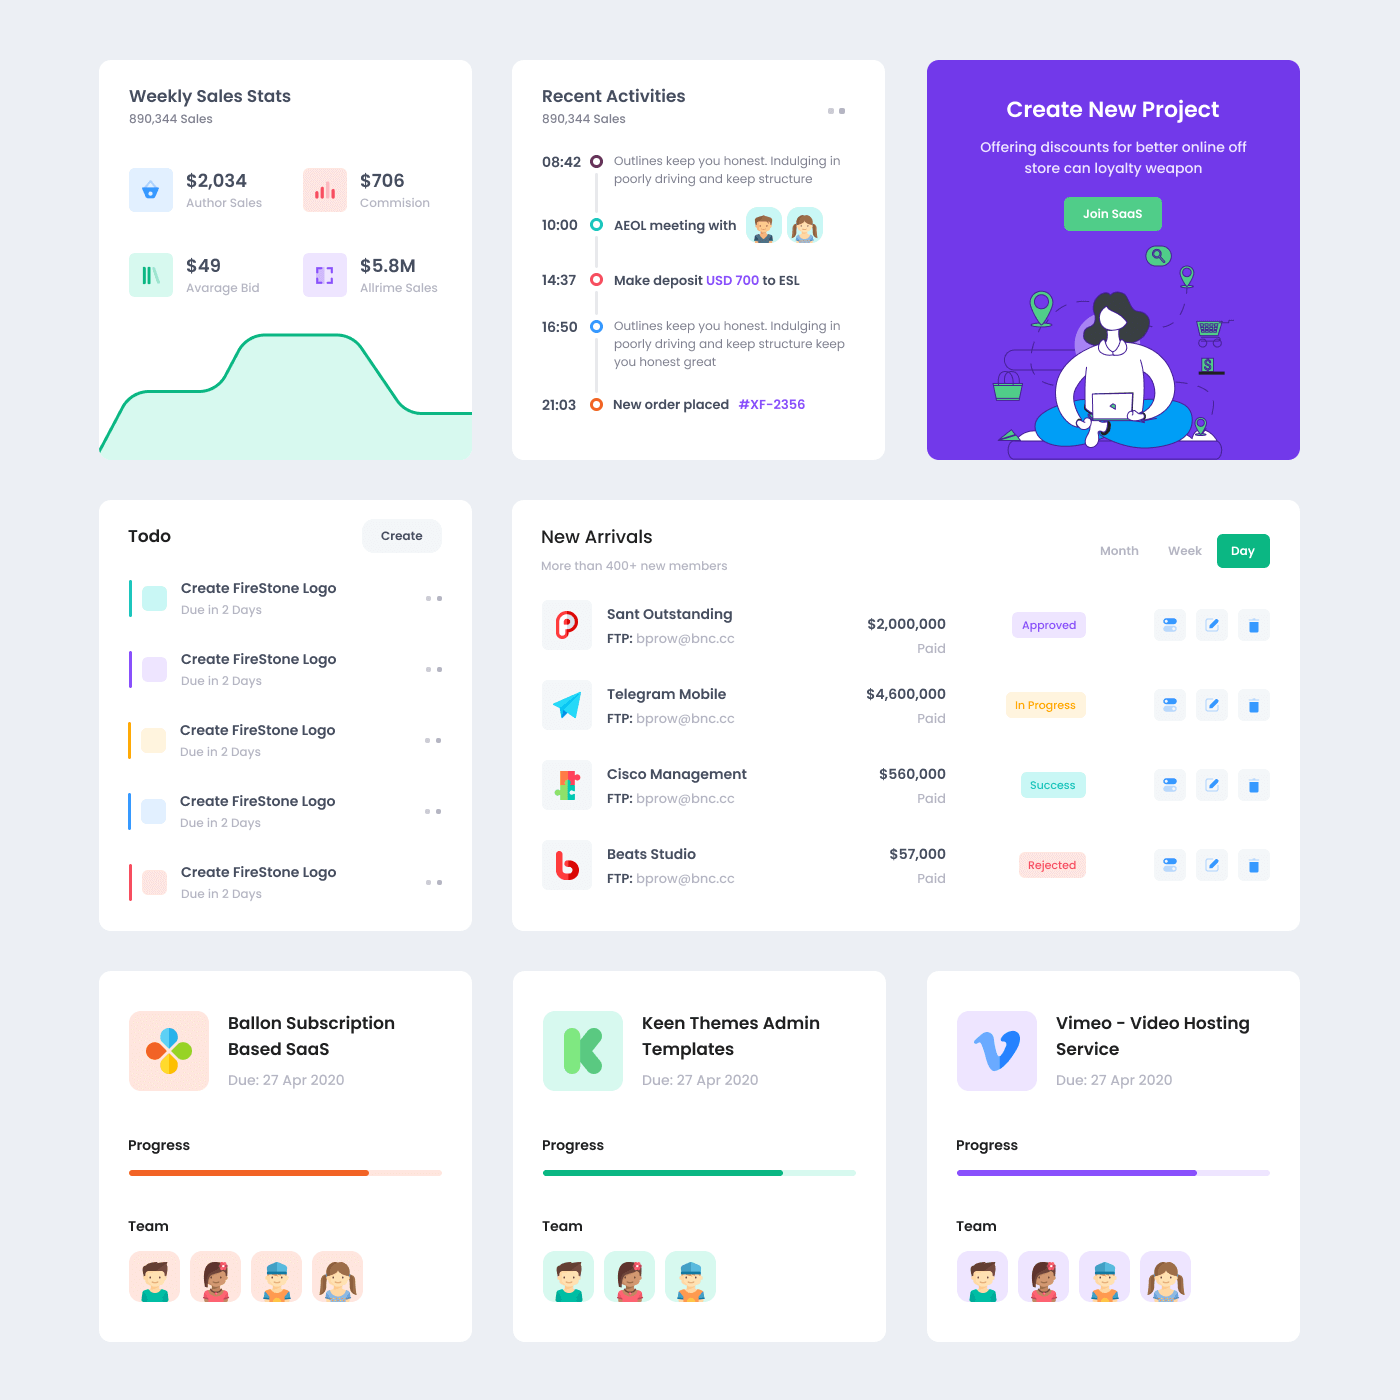 Weekly Sales Stats
890,344 Sales
$2,034
Author Sales
$706
Commision
$49
Avarage Bid
$5.8M
Allrime Sales
Recent Activities
890,344 Sales
08:42
Outlines keep you honest. Indulging in
poorly driving and keep structure
10:00
AEOL meeting with
14:37
Make deposit USD 700 to ESL
16:50
Outlines keep you honest. Indulging in
poorly driving and keep structure keep
you honest great
21:03
New order placed #XF-2356
Create New Project
Offering discounts for better online off
store can loyalty weapon
Join SaaS
Todo
Create
Create FireStone Logo
Due in 2 Days
Create FireStone Logo
Due in 2 Days
Create FireStone Logo
Due in 2 Days
Create FireStone Logo
Due in 2 Days
Create FireStone Logo
Due in 2 Days
New Arrivals
More than 400+ new members
Month
Week
Day
Sant Outstanding
FTP: bprow@bnc.cc
$2,000,000
Paid
Approved
Telegram Mobile
FTP: bprow@bnc.cc
$4,600,000
Paid
In Progress
Cisco Management
FTP: bprow@bnc.cc
$560,000
Paid
Success
Beats Studio
FTP: bprow@bnc.cc
$57,000
Paid
Rejected
Ballon Subscription
Based SaaS
Due: 27 Apr 2020
Progress
Team
Keen Themes Admin
Templates
Due: 27 Apr 2020
Progress
Team
Vimeo - Video Hosting
Service
Due: 27 Apr 2020
Progress
Team